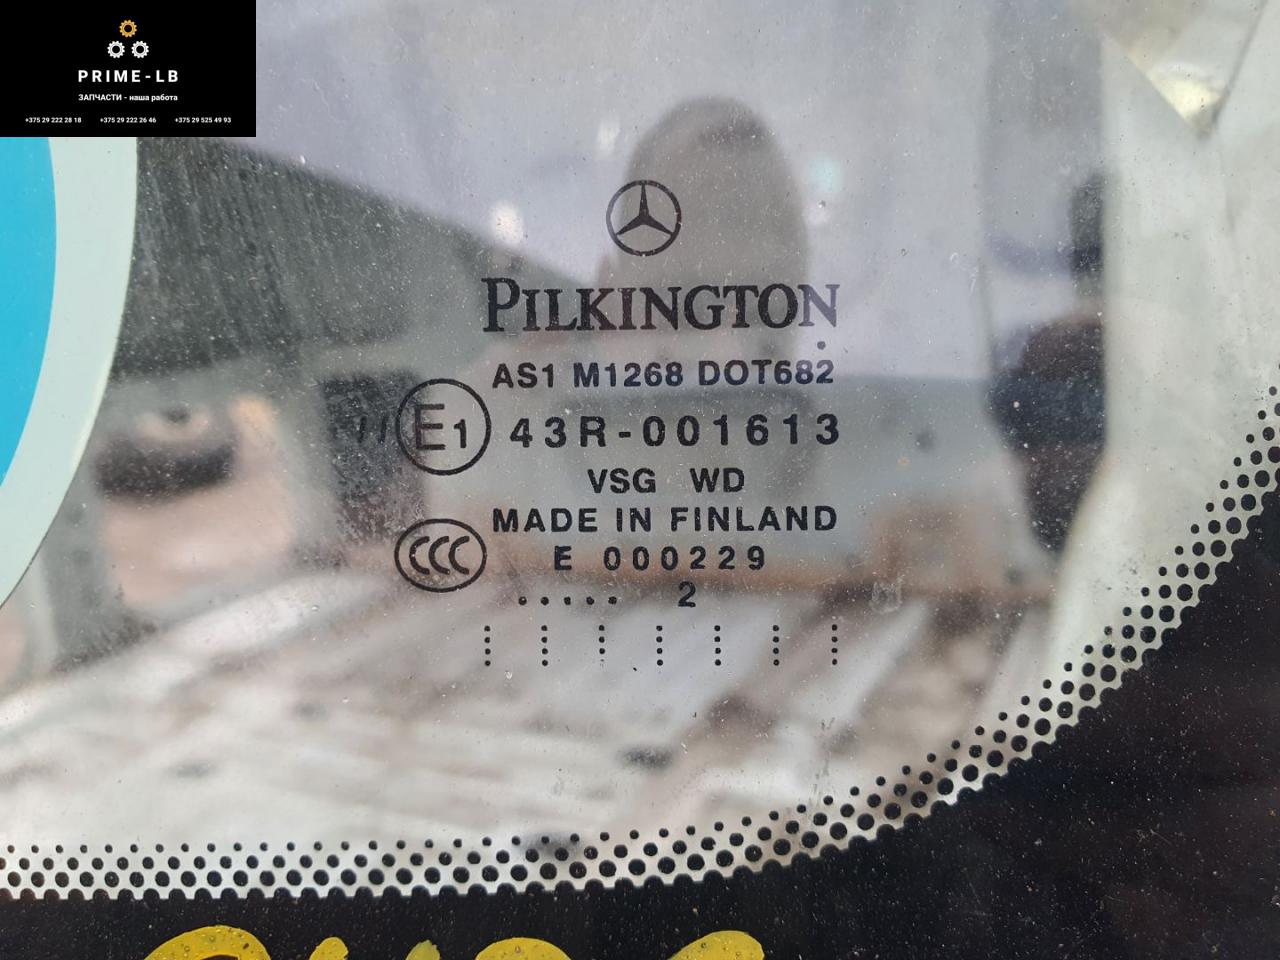 PRIME-LB
ЗАПЧАСТИ - наша работа
+375 29 222 28 18 +375 29 222 26 46 +375 29 525 49 93
PILKINGTON
AS1 M1268 DOT682
E1 43R-001613
VSG WD
MADE IN FINLAND
CCC E 000229
..... 2